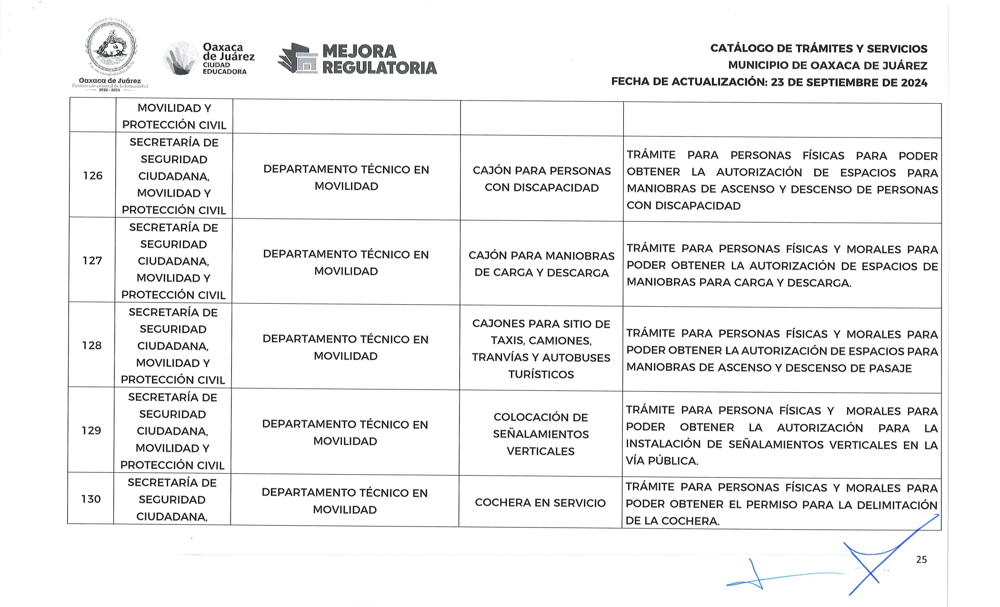 Oaxaca de Juárez
Patrimonio cultural de la humanidad
2022 - 2024
Oaxaca
de Juárez
CIUDAD
EDUCADORA
MEJORA
REGULATORIA
CATÁLOGO DE TRÁMITES Y SERVICIOS
MUNICIPIO DE OAXACA DE JUÁREZ
FECHA DE ACTUALIZACIÓN: 23 DE SEPTIEMBRE DE 2024
MOVILIDAD Y
PROTECCIÓN CIVIL
126
SECRETARÍA DE
SEGURIDAD
CIUDADANA,
MOVILIDAD Y
PROTECCIÓN CIVIL
DEPARTAMENTO TÉCNICO EN
MOVILIDAD
CAJÓN PARA PERSONAS
CON DISCAPACIDAD
TRÁMITE PARA PERSONAS FÍSICAS PARA PODER
OBTENER LA AUTORIZACIÓN DE ESPACIOS PARA
MANIOBRAS DE ASCENSO Y DESCENSO DE PERSONAS
CON DISCAPACIDAD
127
SECRETARÍA DE
SEGURIDAD
CIUDADANA,
MOVILIDAD Y
PROTECCIÓN CIVIL
DEPARTAMENTO TÉCNICO EN
MOVILIDAD
CAJÓN PARA MANIOBRAS
DE CARGA Y DESCARGA
TRÁMITE PARA PERSONAS FÍSICAS Y MORALES PARA
PODER OBTENER LA AUTORIZACIÓN DE ESPACIOS DE
MANIOBRAS PARA CARGA Y DESCARGA.
128
SECRETARÍA DE
SEGURIDAD
CIUDADANA,
MOVILIDAD Y
PROTECCIÓN CIVIL
DEPARTAMENTO TÉCNICO EN
MOVILIDAD
CAJONES PARA SITIO DE
TAXIS, CAMIONES,
TRANVÍAS Y AUTOBUSES
TURÍSTICOS
TRÁMITE PARA PERSONAS FÍSICAS Y MORALES PARA
PODER OBTENER LA AUTORIZACIÓN DE ESPACIOS PARA
MANIOBRAS DE ASCENSO Y DESCENSO DE PASAJE
129
SECRETARÍA DE
SEGURIDAD
CIUDADANA,
MOVILIDAD Y
PROTECCIÓN CIVIL
DEPARTAMENTO TÉCNICO EN
MOVILIDAD
COLOCACIÓN DE
SEÑALAMIENTOS
VERTICALES
TRÁMITE PARA PERSONA FÍSICAS Y MORALES PARA
PODER OBTENER LA AUTORIZACIÓN PARA LA
INSTALACIÓN DE SEÑALAMIENTOS VERTICALES EN LA
VÍA PÚBLICA.
130
SECRETARÍA DE
SEGURIDAD
CIUDADANA,
DEPARTAMENTO TÉCNICO EN
MOVILIDAD
COCHERA EN SERVICIO
TRÁMITE PARA PERSONAS FÍSICAS Y MORALES PARA
PODER OBTENER EL PERMISO PARA LA DELIMITACIÓN
DE LA COCHERA.
25